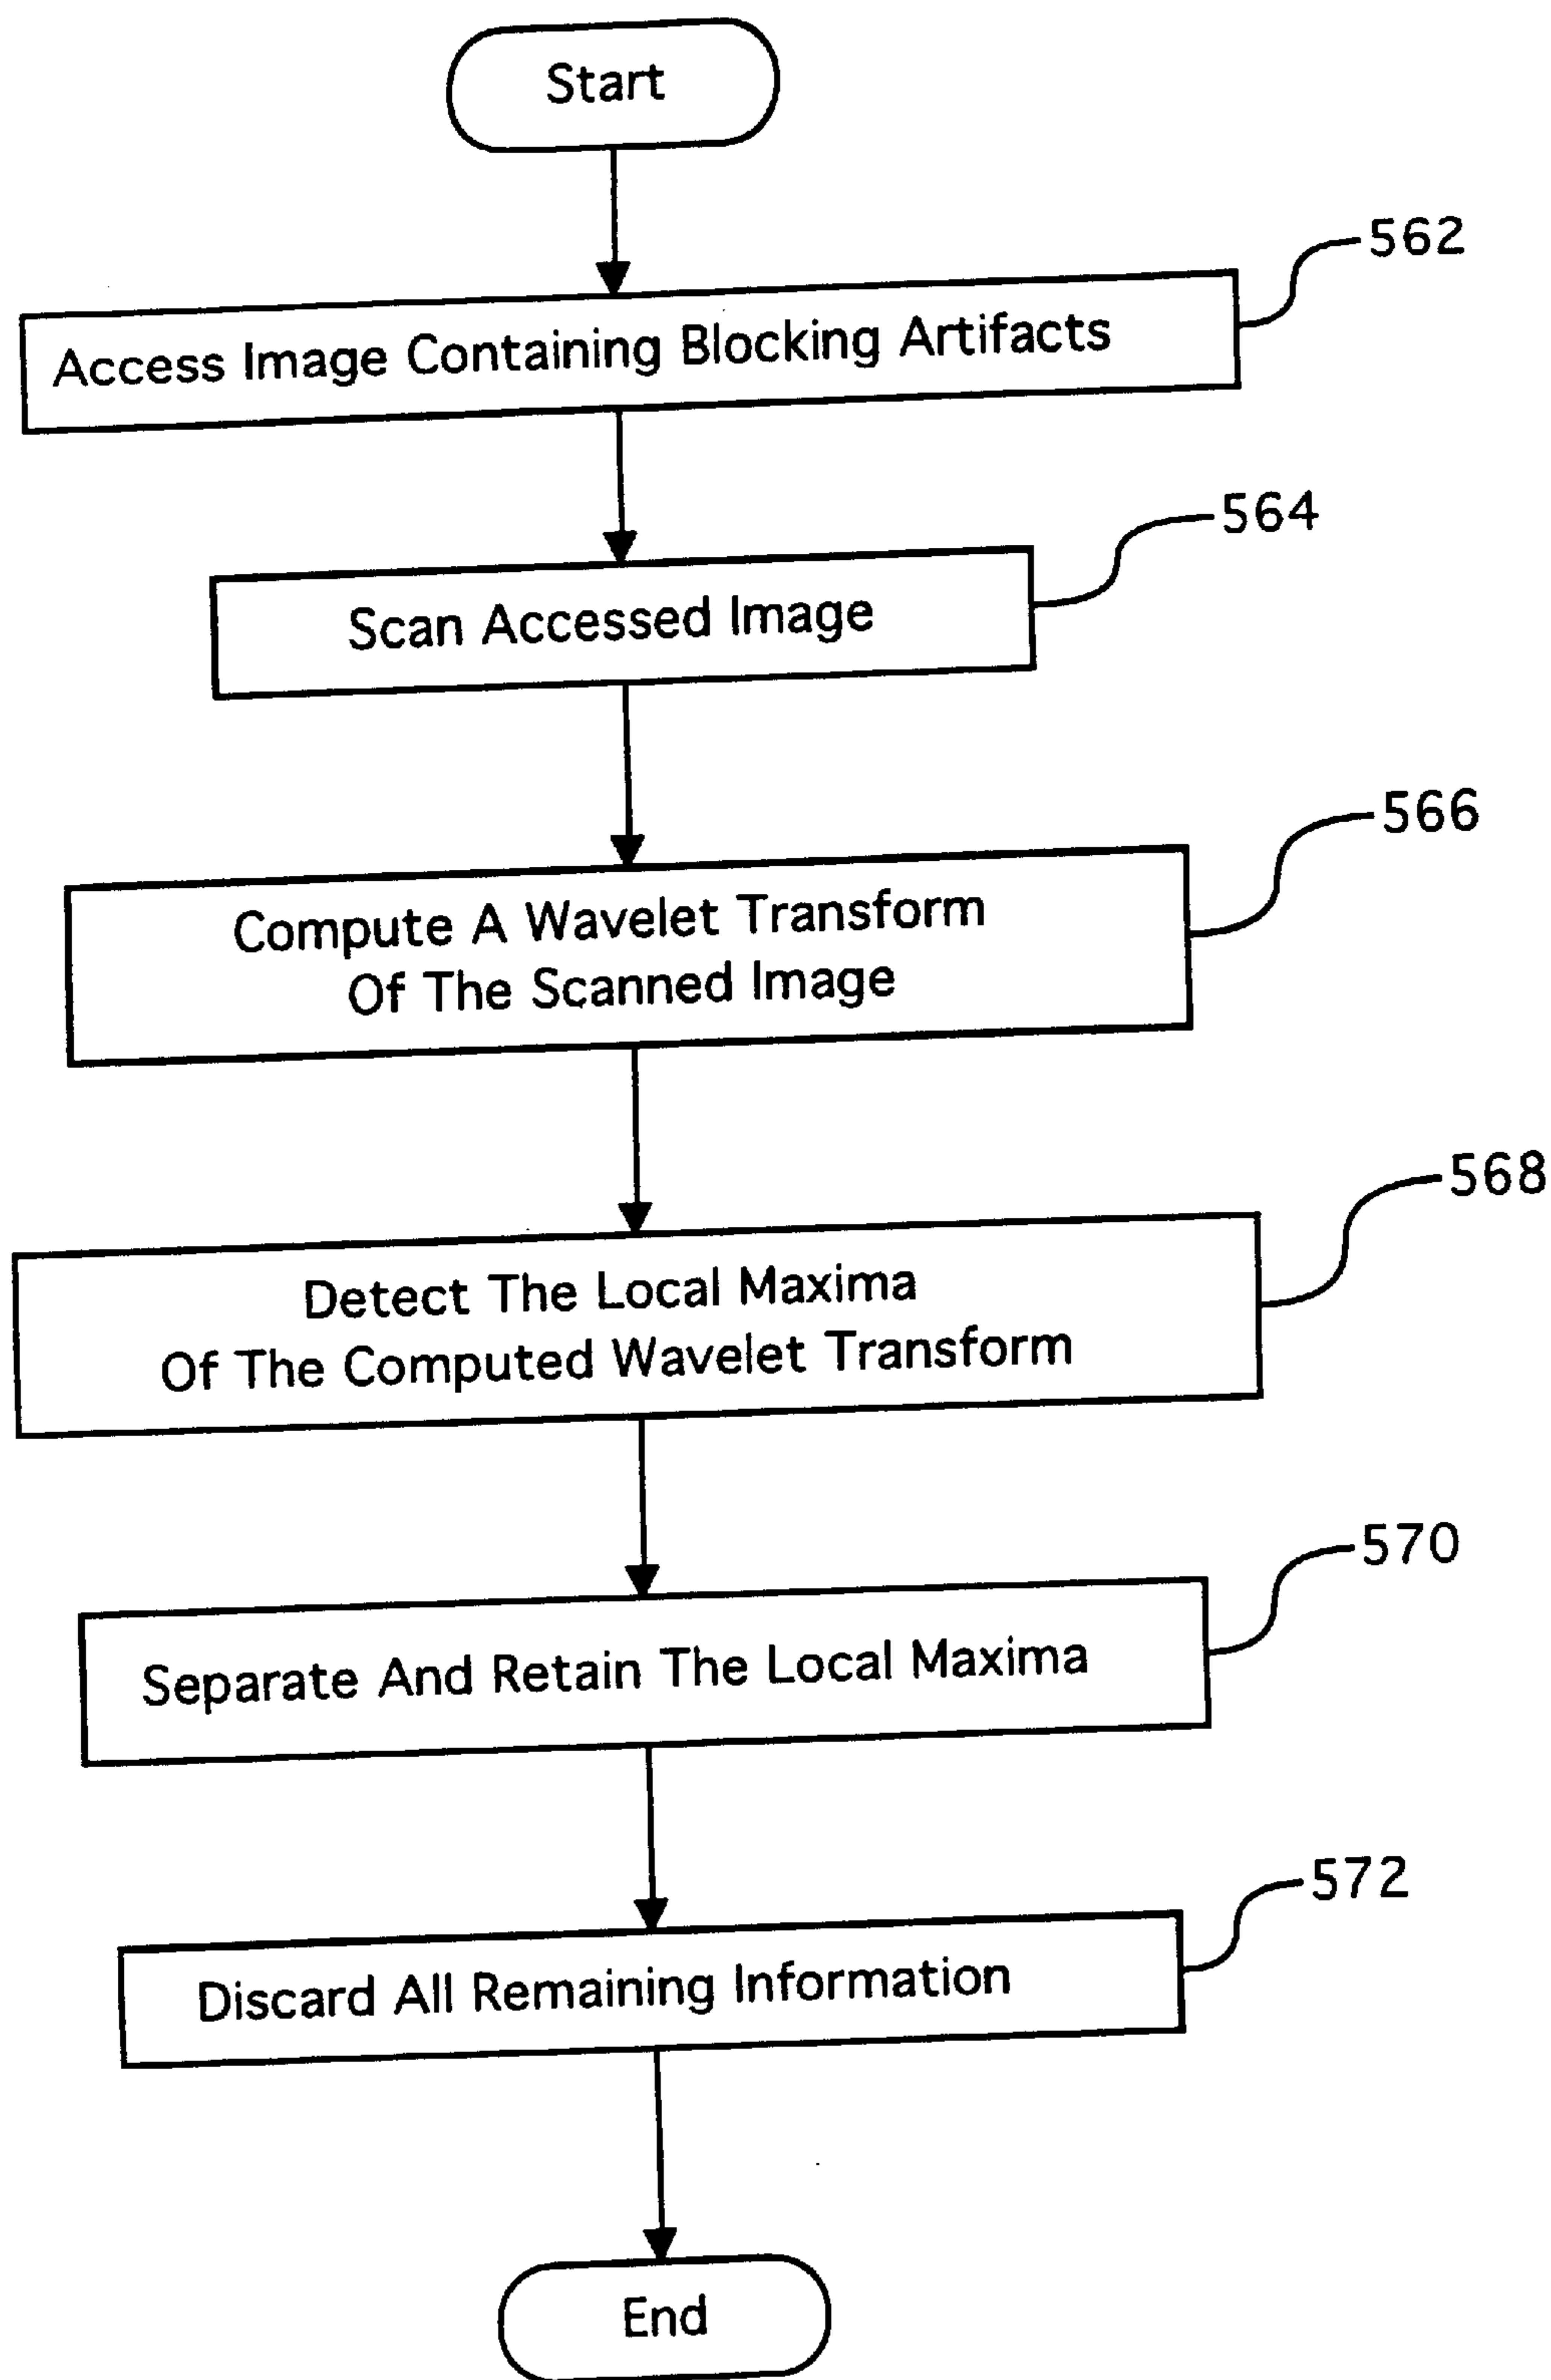 Start
562
Access Image Containing Blocking Artifacts
564
Scan Accessed Image
566
Compute A Wavelet Transform
Of The Scanned Image
568
Detect The Local Maxima
Of The Computed Wavelet Transform
570
Separate And Retain The Local Maxima
572
Discard All Remaining Information
End